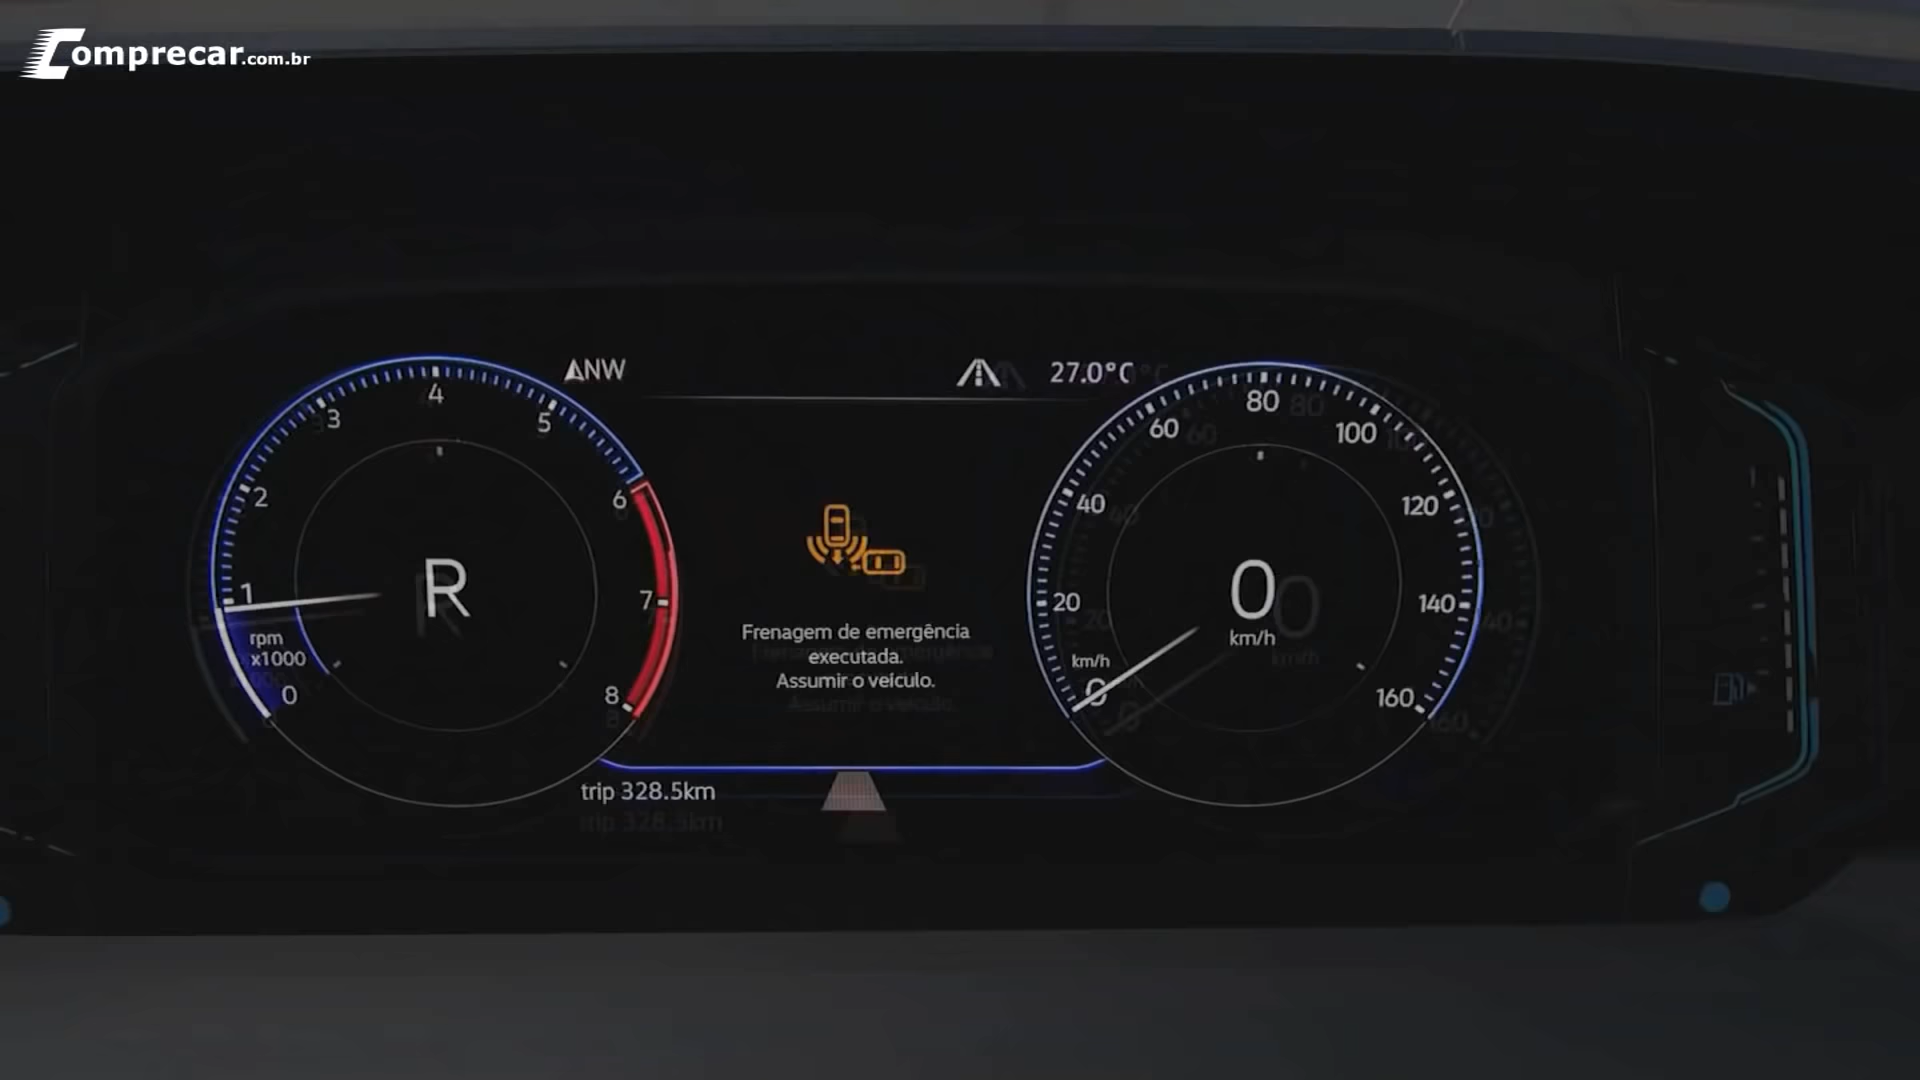 Comprecar.com.br
NW
27.0°C
4
3
5
2
6
1
7
rpm
x1000
0
8
R
Frenagem de emergência
executada.
Assumir o veículo.
80
60
100
40
120
20
140
km/h
0
160
0
km/h
trip 328.5km